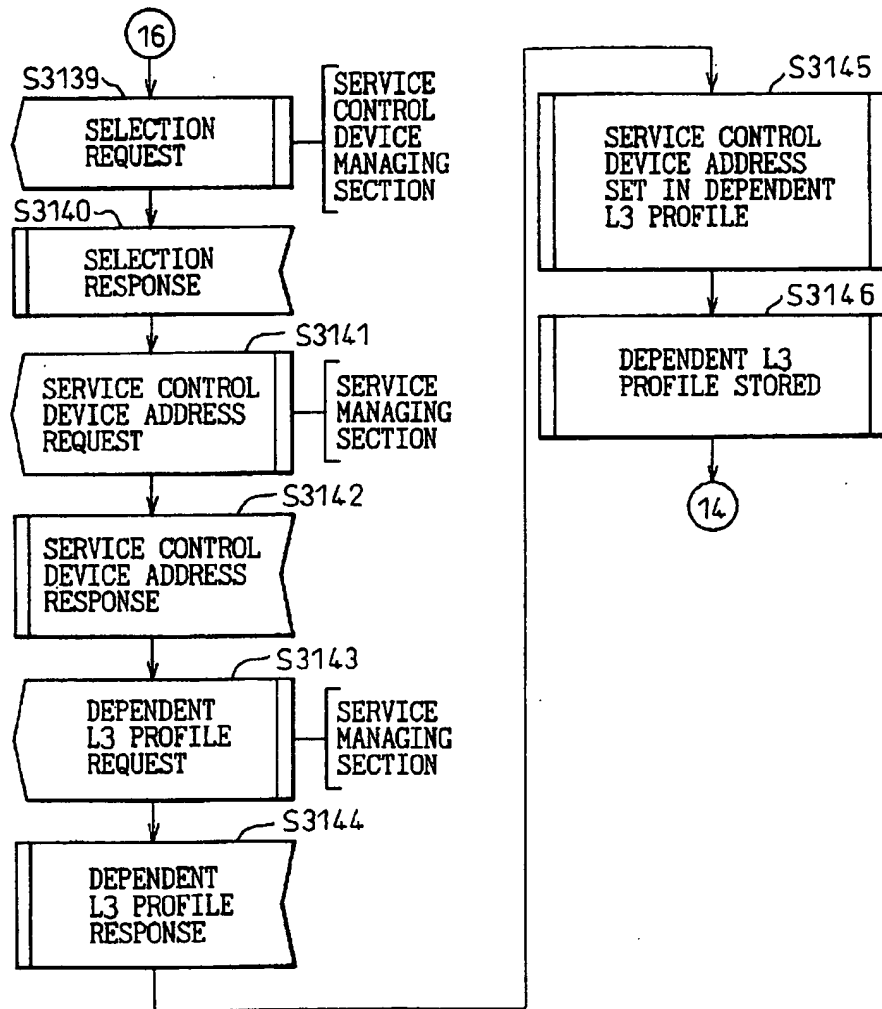 16
S3139
SELECTION
REQUEST
SERVICE
CONTROL
DEVICE
MANAGING
SECTION
S3140
SELECTION
RESPONSE
S3141
SERVICE CONTROL
DEVICE ADDRESS
REQUEST
SERVICE
MANAGING
SECTION
S3142
SERVICE CONTROL
DEVICE ADDRESS
RESPONSE
S3143
DEPENDENT
L3 PROFILE
REQUEST
SERVICE
MANAGING
SECTION
S3144
DEPENDENT
L3 PROFILE
RESPONSE
S3145
SERVICE CONTROL
DEVICE ADDRESS
SET IN DEPENDENT
L3 PROFILE
S3146
DEPENDENT L3
PROFILE STORED
14